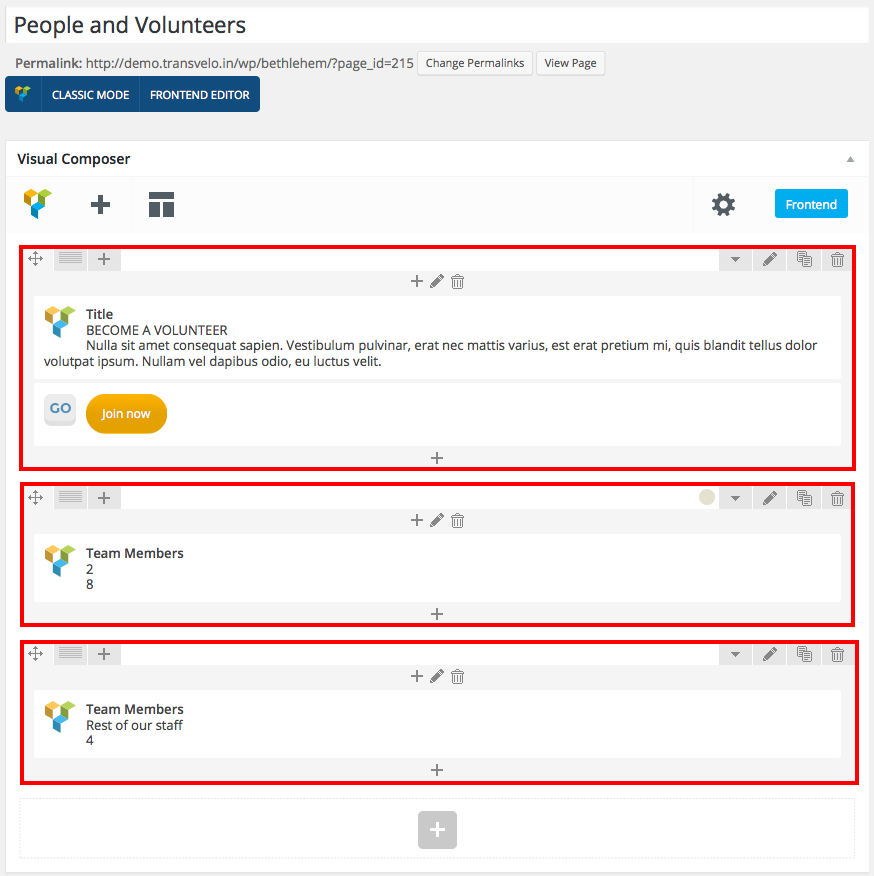 People and Volunteers
Permalink: http://demo.transvelo.in/wp/bethlehem/?page_id=215 Change Permalinks View Page
CLASSIC MODE FRONTEND EDITOR
Visual Composer
Frontend
Title
BECOME A VOLUNTEER
Nulla sit amet consequat sapien. Vestibulum pulvinar, erat nec mattis varius, est erat pretium mi, quis blandit tellus dolor
volutpat ipsum. Nullam vel dapibus odio, eu luctus velit.
GO Join now
Team Members
2
8
Team Members
Rest of our staff
4